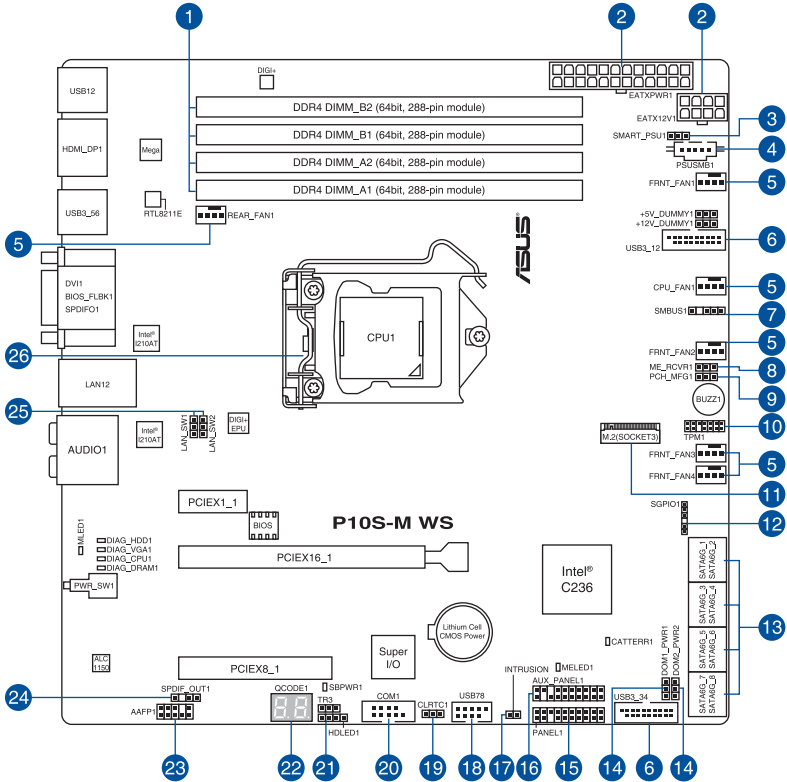 1
2
2
DIGI+
EATXPWR1
USB12
DDR4 DIMM_B2 (64bit, 288-pin module)
EATX12V1
3
SMART_PSU1
DDR4 DIMM_B1 (64bit, 288-pin module)
HDMI_DP1
Mega
4
DDR4 DIMM_A2 (64bit, 288-pin module)
PSUSMB1
DDR4 DIMM_A1 (64bit, 288-pin module)
FRNT_FAN1
5
RTL8211E
USB3_56
REAR_FAN1
+5V_DUMMY1
+12V_DUMMY1
5
USB3_12
6
ASUS
DVI1
BIOS_FLBK1
SPDIFO1
CPU_FAN1
5
SMBUS1
7
Intel®
I210AT
CPU1
5
FRNT_FAN2
26
ME_RCVR1
8
PCH_MFG1
9
LAN12
BUZZ1
25
LAN_SW1
LAN_SW2
DIGI+
EPU
Intel®
I210AT
AUDIO1
10
TPM1
M.2(SOCKET3)
FRNT_FAN3
5
FRNT_FAN4
11
PCIEX1_1
SGPIO1
12
BIOS
P10S-M WS
MLED1
DIAG_HDD1
DIAG_VGA1
DIAG_CPU1
DIAG_DRAM1
PCIEX16_1
SATA6G_1
SATA6G_2
Intel®
C236
PWR_SW1
SATA6G_3
SATA6G_4
13
Lithium Cell
CMOS Power
CATTERR1
DOM1_PWR1
DOM2_PWR2
SATA6G_5
SATA6G_6
Super
I/O
ALC
1150
PCIEX8_1
INTRUSION
MELED1
AUX_PANEL1
SATA6G_7
SATA6G_8
24
SPDIF_OUT1
QCODE1
SBPWR1
AAFP1
TR3
COM1
CLRTC1
USB78
USB3_34
HDLED1
PANEL1
23
22
21
20
19
18
17
16
15
14
6
14